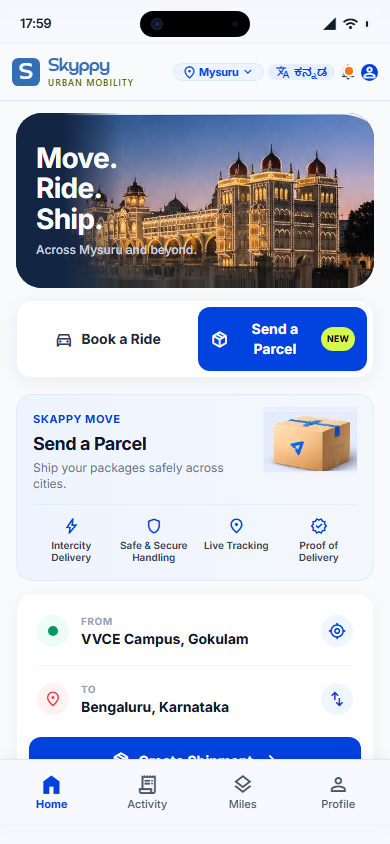 17:59
S Skyppy
URBAN MOBILITY
Mysuru
ಕನ್ನಡ
Move.
Ride.
Ship.
Across Mysuru and beyond.
Book a Ride
Send a
Parcel
NEW
SKAPPY MOVE
Send a Parcel
Ship your packages safely across
cities.
Intercity
Delivery
Safe & Secure
Handling
Live Tracking
Proof of
Delivery
FROM
VVCE Campus, Gokulam
TO
Bengaluru, Karnataka
Create Shipment
Home
Activity
Miles
Profile